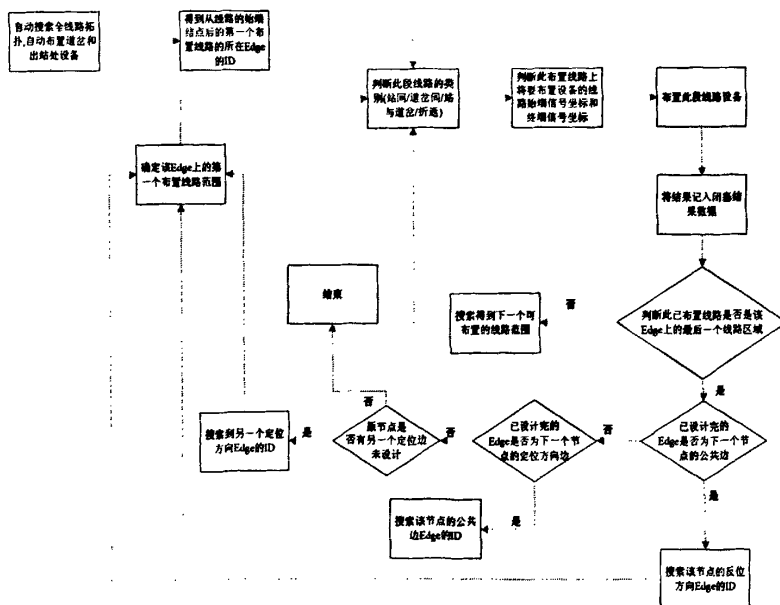 自动搜索全线路拓
扑,自动布置道岔和
出站处设备
得到从线路的始端
结点后的第一个布
置线路的所在Edge
的ID
判断此段线路的类
别(站间/道岔间/站
与道岔/折返)
判断此布置线路上
将要布置设备的线
路始端信号坐标和
终端信号坐标
布置此段线路设备
确定该Edge上的第
一个布置线路范围
将结果记入闭塞结
果数据
结束
搜索得到下一个可
布置的线路范围
否
判断此已布置线路是否是该
Edge上的最后一个线路区域
是
搜索到另一个定位
方向Edge的ID
是
否
原节点是
否有另一个定位边
未设计
否
已设计完的
Edge是否为下一个节
点的定位方向边
否
已设计完的
Edge是否为下一个节
点的公共边
是
搜索该节点的公共
边Edge的ID
是
搜索该节点的反位
方向Edge的ID